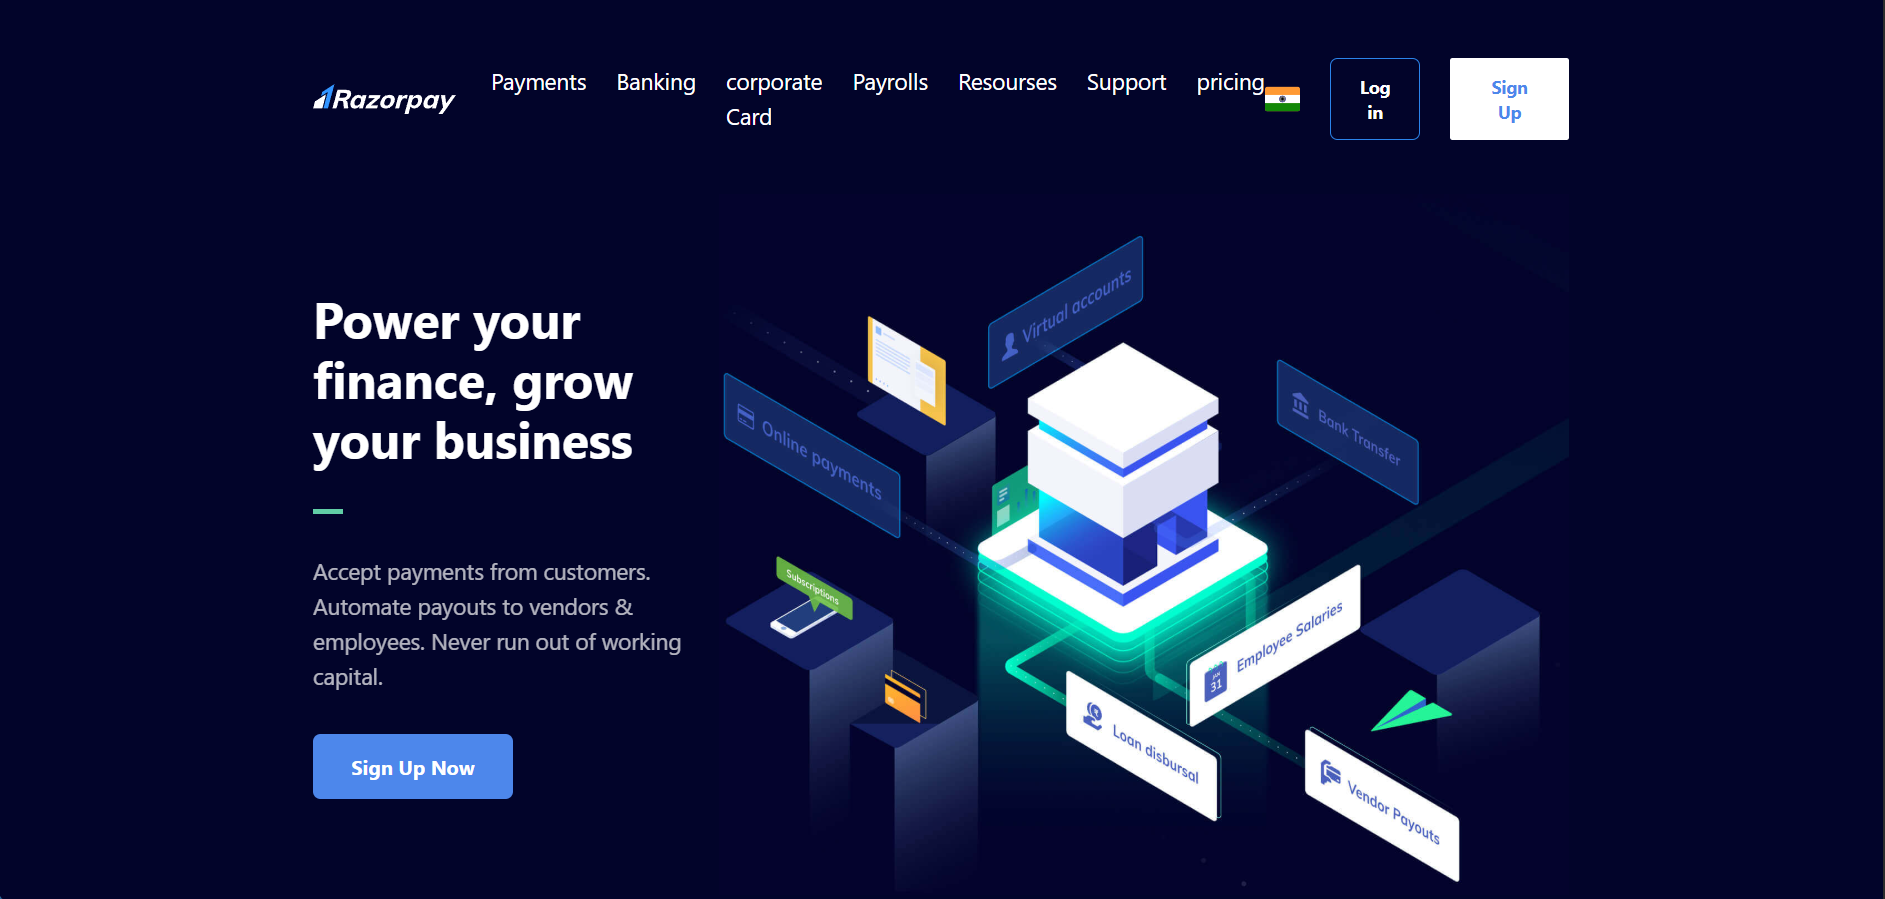 Razorpay
Payments
Banking
corporate
Card
Payrolls
Resourses
Support
pricing
Log
in
Sign
Up
Power your
finance, grow
your business
Accept payments from customers.
Automate payouts to vendors &
employees. Never run out of working
capital.
Sign Up Now
Virtual accounts
Online payments
Bank Transfer
Subscriptions
Employee Salaries
JAN
31
Loan disbursal
Vendor Payouts